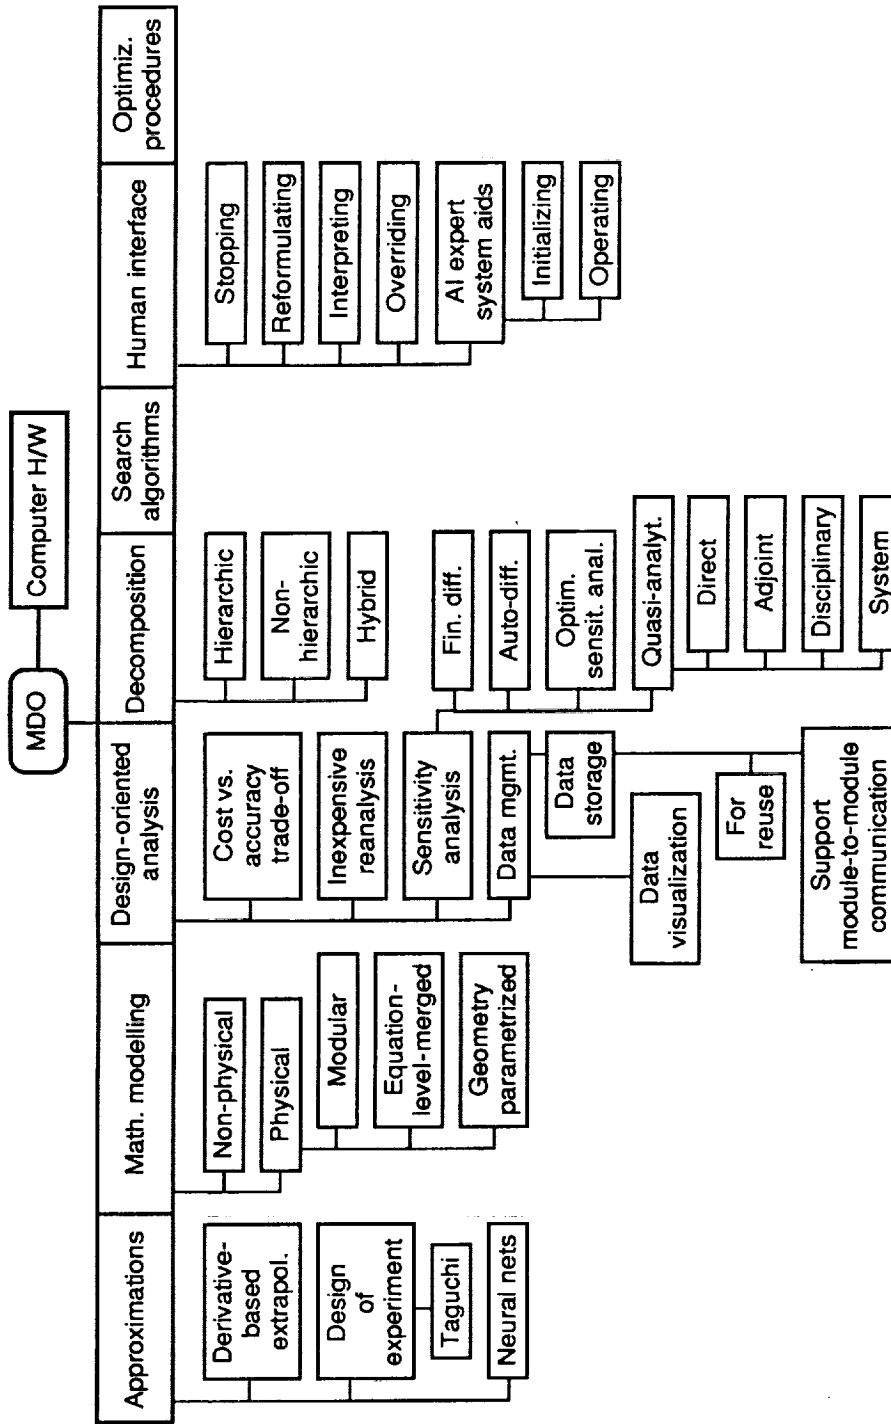 MDO
Computer H/W
Approximations
Math. modelling
Design-oriented
analysis
Decomposition
Search
algorithms
Human interface
Optimiz.
procedures
Derivative-
based
extrapol.
Design
of
experiment
Taguchi
Neural nets
Non-physical
Physical
Modular
Equation-
level-merged
Geometry
parametrized
Cost vs.
accuracy
trade-off
Inexpensive
reanalysis
Sensitivity
analysis
Data mgmt.
Data
visualization
Data
storage
For
reuse
Support
module-to-module
communication
Fin. diff.
Auto-diff.
Optim.
sensit. anal.
Quasi-analyt.
Direct
Adjoint
Disciplinary
System
Hierarchic
Non-
hierarchic
Hybrid
Stopping
Reformulating
Interpreting
Overriding
AI expert
system aids
Initializing
Operating